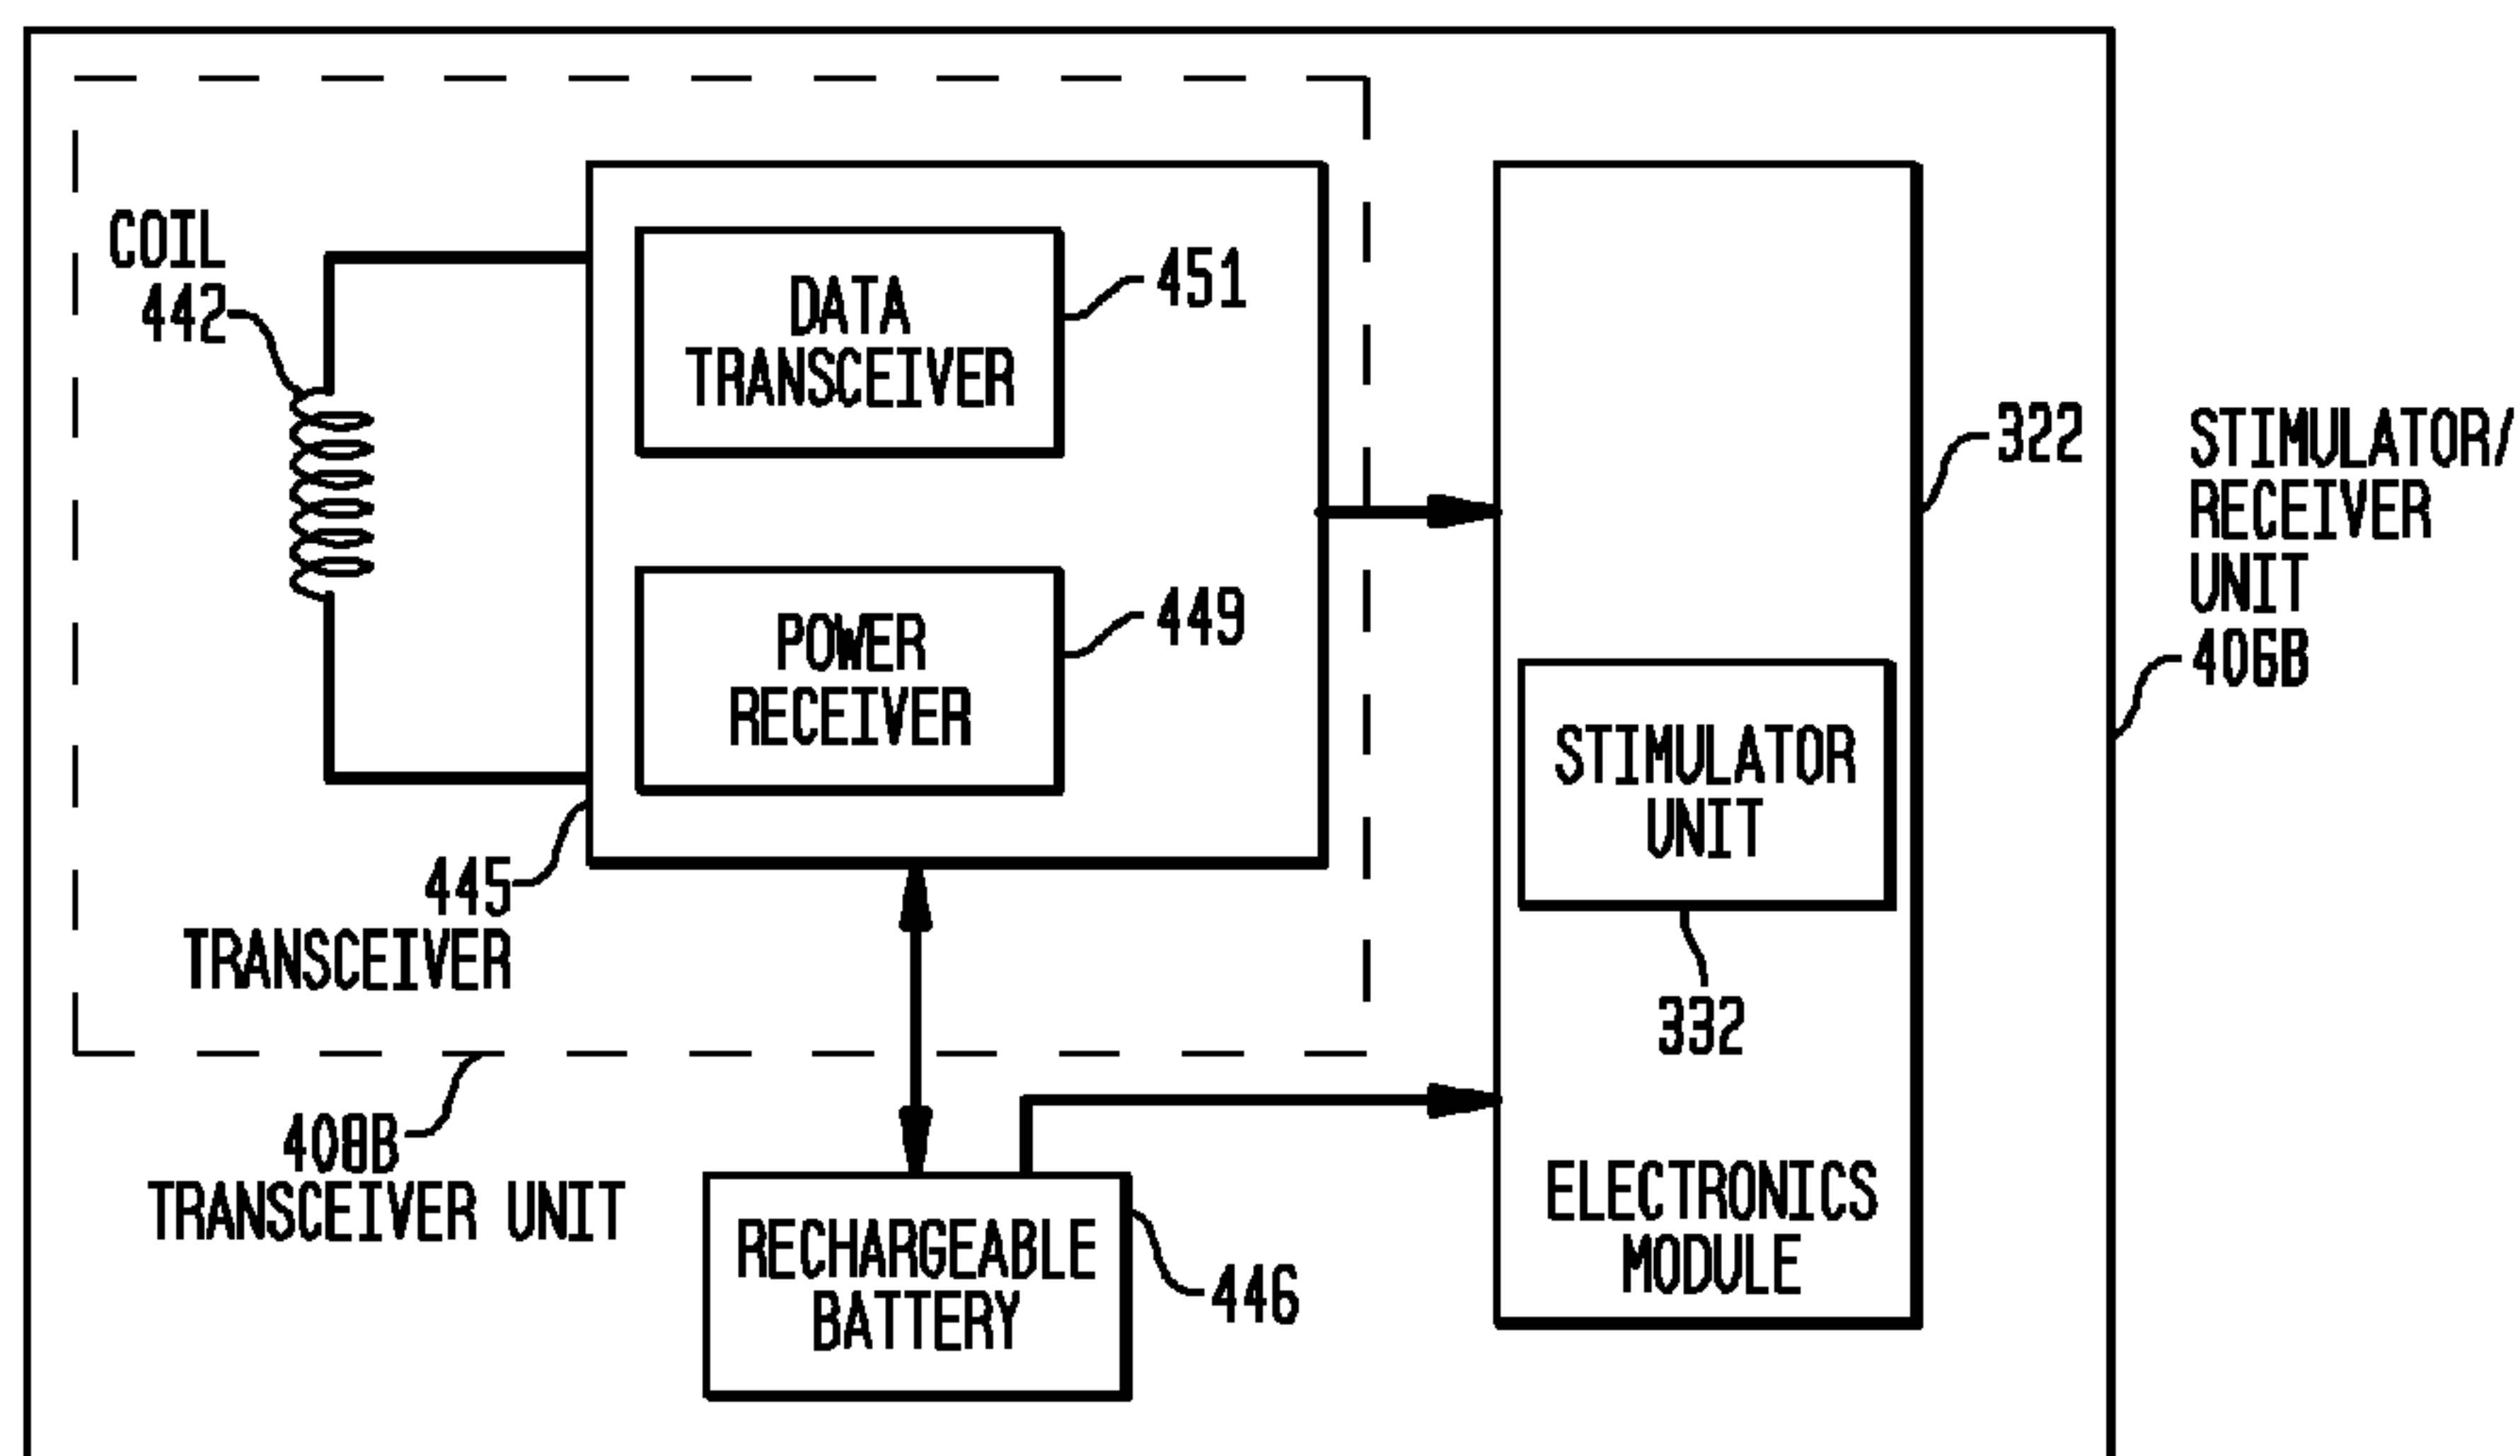 COIL
442
DATA
TRANSCEIVER
451
POWER
RECEIVER
449
445
TRANSCEIVER
408B
TRANSCEIVER UNIT
RECHARGEABLE
BATTERY
446
322
STIMULATOR
UNIT
332
ELECTRONICS
MODULE
STIMULATOR/
RECEIVER
UNIT
406B